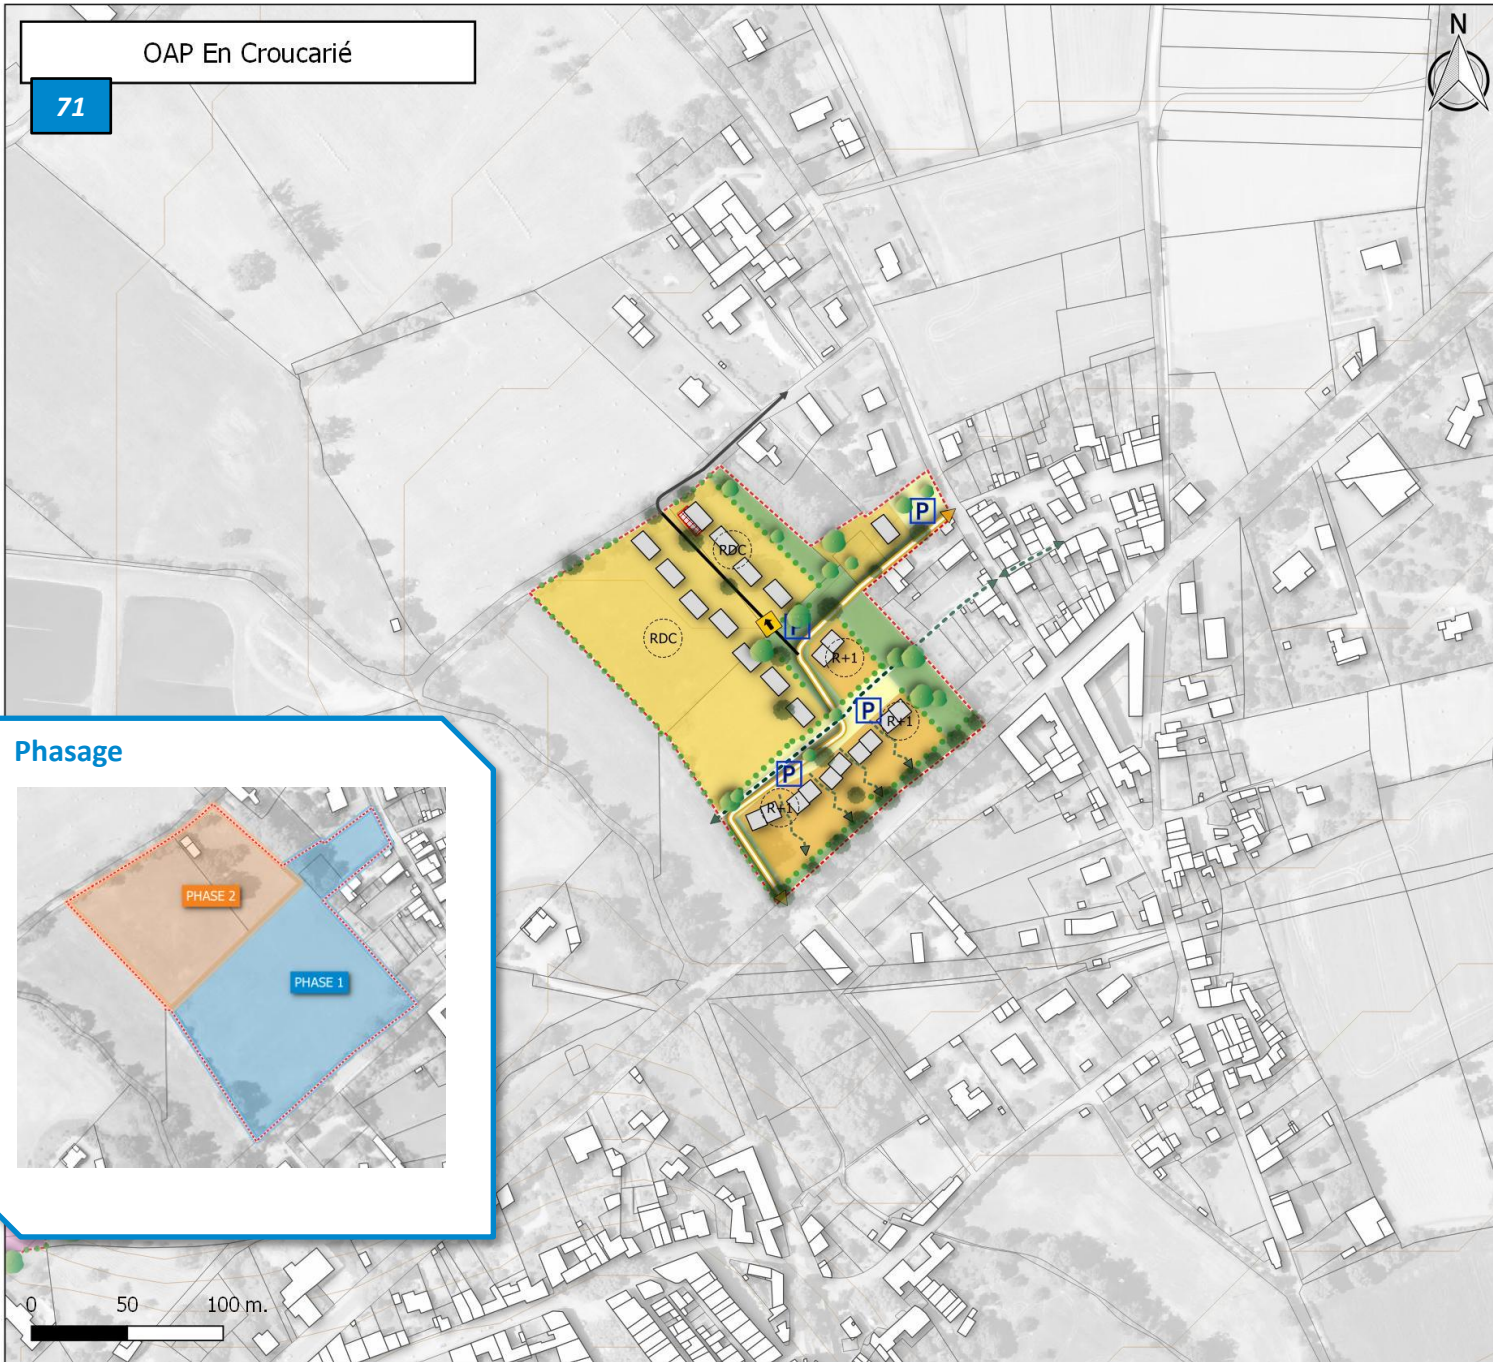 OAP En Croucarié
71
N
P
RDC
RDC
P
R+1
P
R+1
P
R+1
Phasage
PHASE 2
PHASE 1
0 50 100 m.